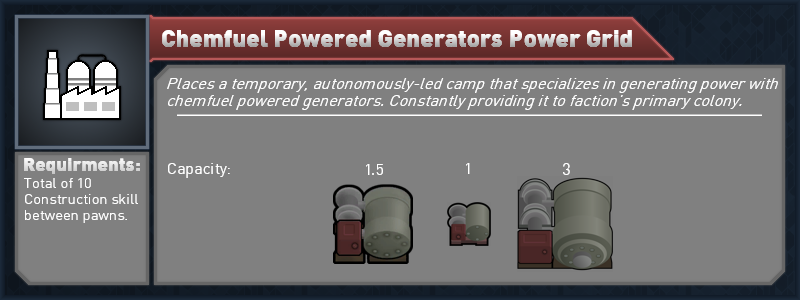 Chemfuel Powered Generators Power Grid
Places a temporary, autonomously-led camp that specializes in generating power with
chemfuel powered generators. Constantly providing it to faction's primary colony.
Requirments:
Total of 10
Construction skill
between pawns.
Capacity: 1.5 1 3